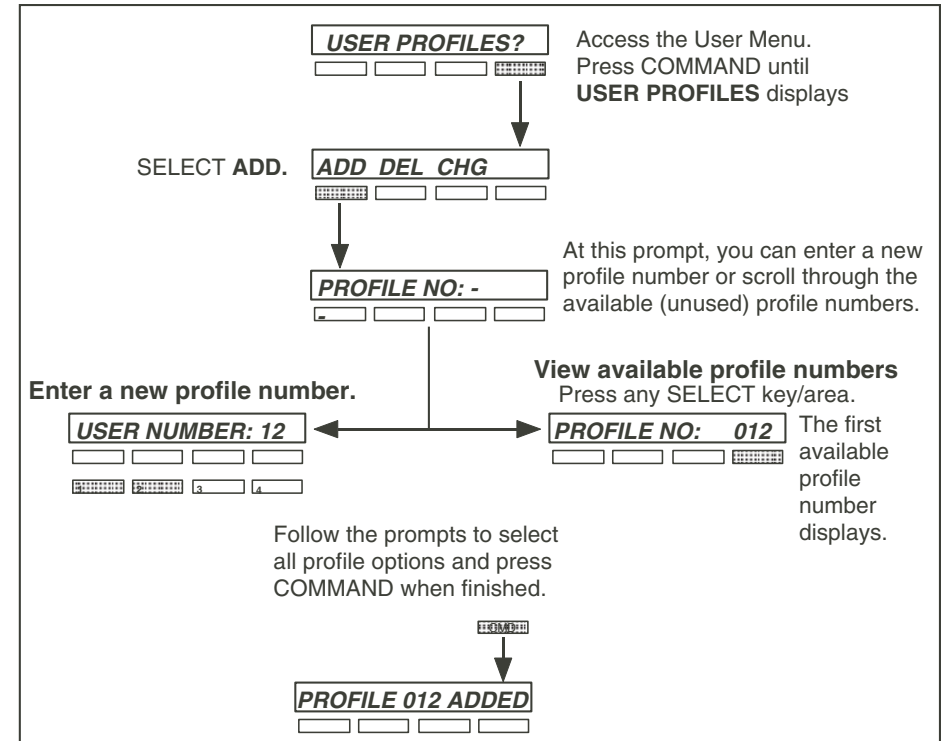 USER PROFILES?
Access the User Menu.
Press COMMAND until
USER PROFILES displays
SELECT ADD.
ADD DEL CHG
At this prompt, you can enter a new
profile number or scroll through the
available (unused) profile numbers.
PROFILE NO: -
-
Enter a new profile number.
USER NUMBER: 12
1 2 3 4
View available profile numbers
Press any SELECT key/area.
PROFILE NO: 012
The first
available
profile
number
displays.
Follow the prompts to select
all profile options and press
COMMAND when finished.
CMD
PROFILE 012 ADDED